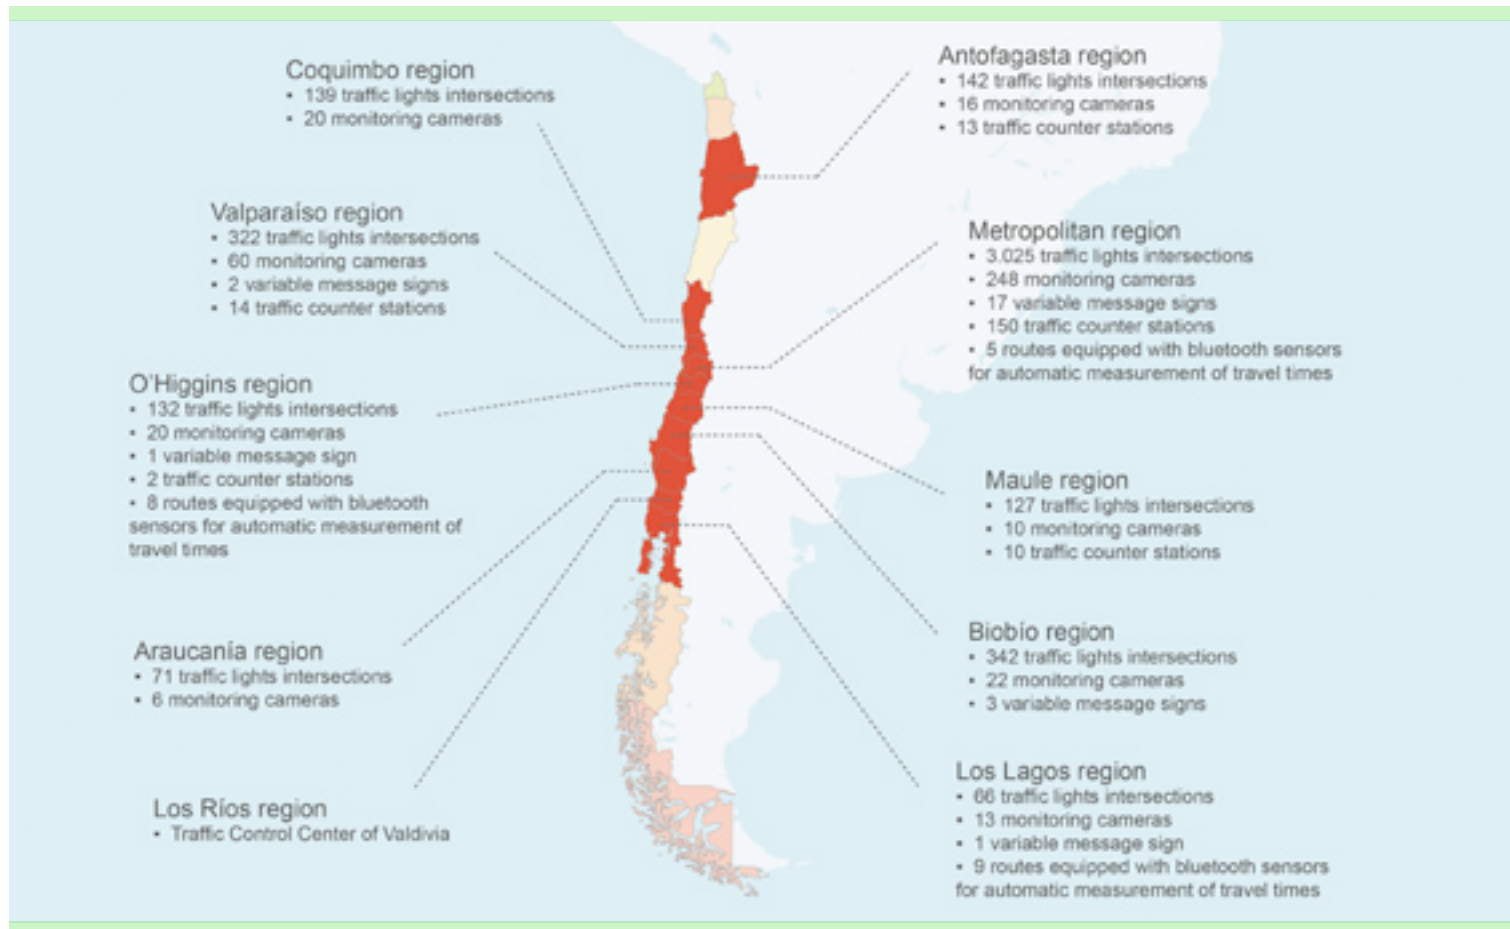 Coquimbo region
• 139 traffic lights intersections
• 20 monitoring cameras
Valparaíso region
• 322 traffic lights intersections
• 60 monitoring cameras
• 2 variable message signs
• 14 traffic counter stations
O'Higgins region
• 132 traffic lights intersections
• 20 monitoring cameras
• 1 variable message sign
• 2 traffic counter stations
• 8 routes equipped with bluetooth
sensors for automatic measurement of
travel times
Araucanía region
• 71 traffic lights intersections
• 6 monitoring cameras
Los Ríos region
• Traffic Control Center of Valdivia
Antofagasta region
• 142 traffic lights intersections
• 16 monitoring cameras
• 13 traffic counter stations
Metropolitan region
• 3.025 traffic lights intersections
• 248 monitoring cameras
• 17 variable message signs
• 150 traffic counter stations
• 5 routes equipped with bluetooth sensors
for automatic measurement of travel times
Maule region
• 127 traffic lights intersections
• 10 monitoring cameras
• 10 traffic counter stations
Biobío region
• 342 traffic lights intersections
• 22 monitoring cameras
• 3 variable message signs
Los Lagos region
• 66 traffic lights intersections
• 13 monitoring cameras
• 1 variable message sign
• 9 routes equipped with bluetooth sensors
for automatic measurement of travel times